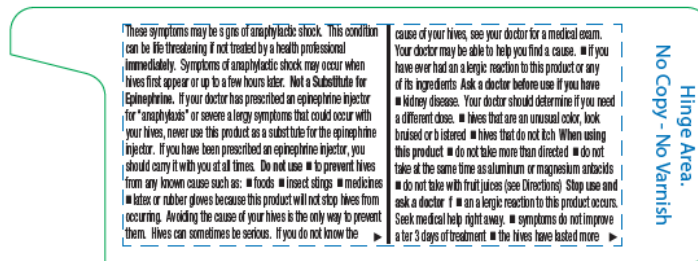 These symptoms may be s gns of anaphylactic shock. This condition
can be life threatening if not treated by a health professional
immediately. Symptoms of anaphylactic shock may occur when
hives first appear or up to a few hours later. Not a Substitute for
Epinephrine. If your doctor has prescribed an epinephrine injector
for "anaphylaxis" or severe a lergy symptoms that could occur with
your hives, never use this product as a subst tute for the epinephrine
injector. If you have been prescribed an epinephrine injector, you
should carry it with you at all times. Do not use ■ to prevent hives
from any known cause such as: ■ foods ■ insect stings ■ medicines
■ latex or rubber gloves because this product will not stop hives from
occurring. Avoiding the cause of your hives is the only way to prevent
them. Hives can sometimes be serious. If you do not know the ▶
cause of your hives, see your doctor for a medical exam.
Your doctor may be able to help you find a cause. ■ if you
have ever had an a lergic reaction to this product or any
of its ingredients Ask a doctor before use if you have
■ kidney disease. Your doctor should determine if you need
a different dose. ■ hives that are an unusual color, look
bruised or b istered ■ hives that do not itch When using
this product ■ do not take more than directed ■ do not
take at the same time as aluminum or magnesium antacids
■ do not take with fruit juices (see Directions) Stop use and
ask a doctor f ■ an a lergic reaction to this product occurs.
Seek medical help right away. ■ symptoms do not improve
a ter 3 days of treatment ■ the hives have lasted more ▶
Hinge Area.
No Copy - No Varnish